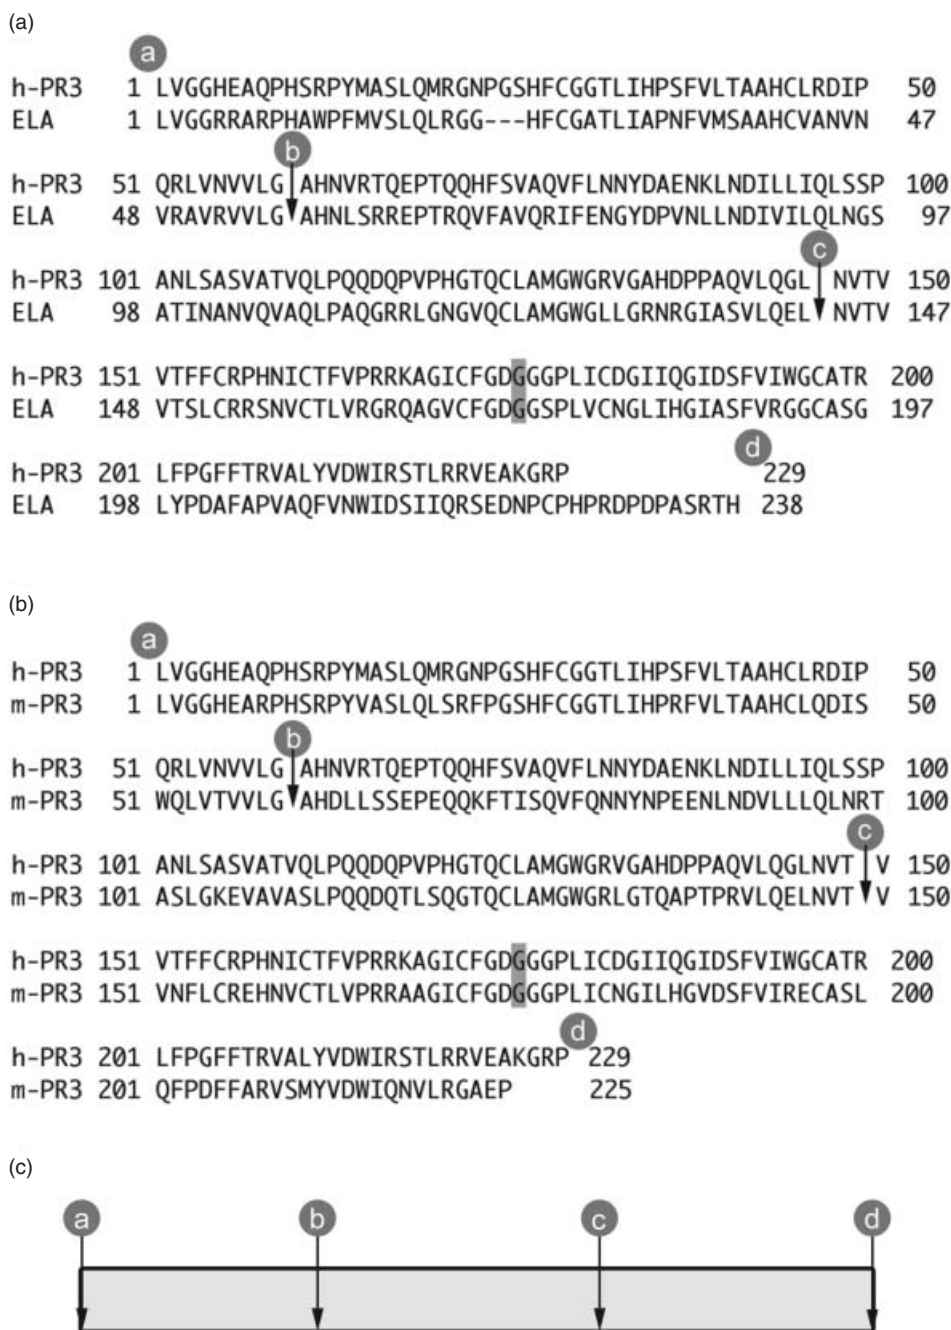 (a)
a
h-PR3 1 LVGGHEAQPHSRPYMASLQMRGNPGSHFCGGTLIHPSFVLTAAHCLRDIP 50
ELA 1 LVGGRRARPHAWPFMVSLQLRGG---HFCGATLIAPNFVMSAAHCVANVN 47
b
h-PR3 51 QRLVNVVLG AHNVRTQEPTQQHFSVAQVFLNNYDAENKLNDILLIQLSSP 100
ELA 48 VRAVRVVLG AHNLSRREPTRQVFAVQRIFENGYDPVNLLNDIVILQLNGS 97
c
h-PR3 101 ANLSASVATVQLPQQDQPVPHGTQCLAMGWGRVGAHDPPAQVLQGL NVTV 150
ELA 98 ATINANVQVAQLPAQGRRLGNGVQCLAMGWGLLGRNRGIASVLQEL NVTV 147
h-PR3 151 VTFFCRPHNICTFVPRRKAGICFGDGGGPLICDGIIQGIDSFVIWGCATR 200
ELA 148 VTSLCRRSNVCTLVRGRQAGVCFGDGGSPLVCNGLIHGIASFVRGGCASG 197
d
h-PR3 201 LFPGFFTRVALYVDWIRSTLRRVEAKGRP 229
ELA 198 LYPDAFAPVAQFVNWIDSIIQRSEDNPCPHPRDPDPASRTH 238
(b)
a
h-PR3 1 LVGGHEAQPHSRPYMASLQMRGNPGSHFCGGTLIHPSFVLTAAHCLRDIP 50
m-PR3 1 LVGGHEARPHSRPYVASLQLSRFPGSHFCGGTLIHPRFVLTAAHCLQDIS 50
b
h-PR3 51 QRLVNVVLG AHNVRTQEPTQQHFSVAQVFLNNYDAENKLNDILLIQLSSP 100
m-PR3 51 WQLVTVVLG AHDLLSSEPEQQKFTISQVFQNNYNPEENLNDVLLLQLNRT 100
c
h-PR3 101 ANLSASVATVQLPQQDQPVPHGTQCLAMGWGRVGAHDPPAQVLQGLNVT V 150
m-PR3 101 ASLGKEVAVASLPQQDQTLSQGTQCLAMGWGRLGTQAPTPRVLQELNVT V 150
h-PR3 151 VTFFCRPHNICTFVPRRKAGICFGDGGGPLICDGIIQGIDSFVIWGCATR 200
m-PR3 151 VNFLCREHNVCTLVPRRAAGICFGDGGGPLICNGILHGVDSFVIRECASL 200
d
h-PR3 201 LFPGFFTRVALYVDWIRSTLRRVEAKGRP 229
m-PR3 201 QFPDFFARVSMYVDWIQNVLRGAEP 225
(c)
a b c d